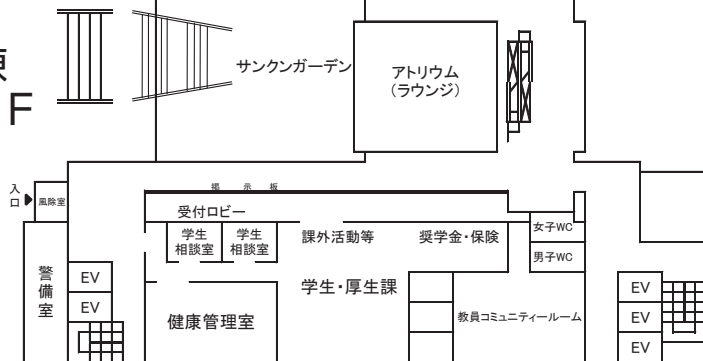 F
サンクンガーデン
アトリウム
（ラウンジ）
入口
風除室
掲 示 板
受付ロビー
学生
相談室
学生
相談室
課外活動等
奨学金・保険
女子WC
男子WC
警備室
EV
EV
健康管理室
学生・厚生課
教員コミュニティールーム
EV
EV
EV